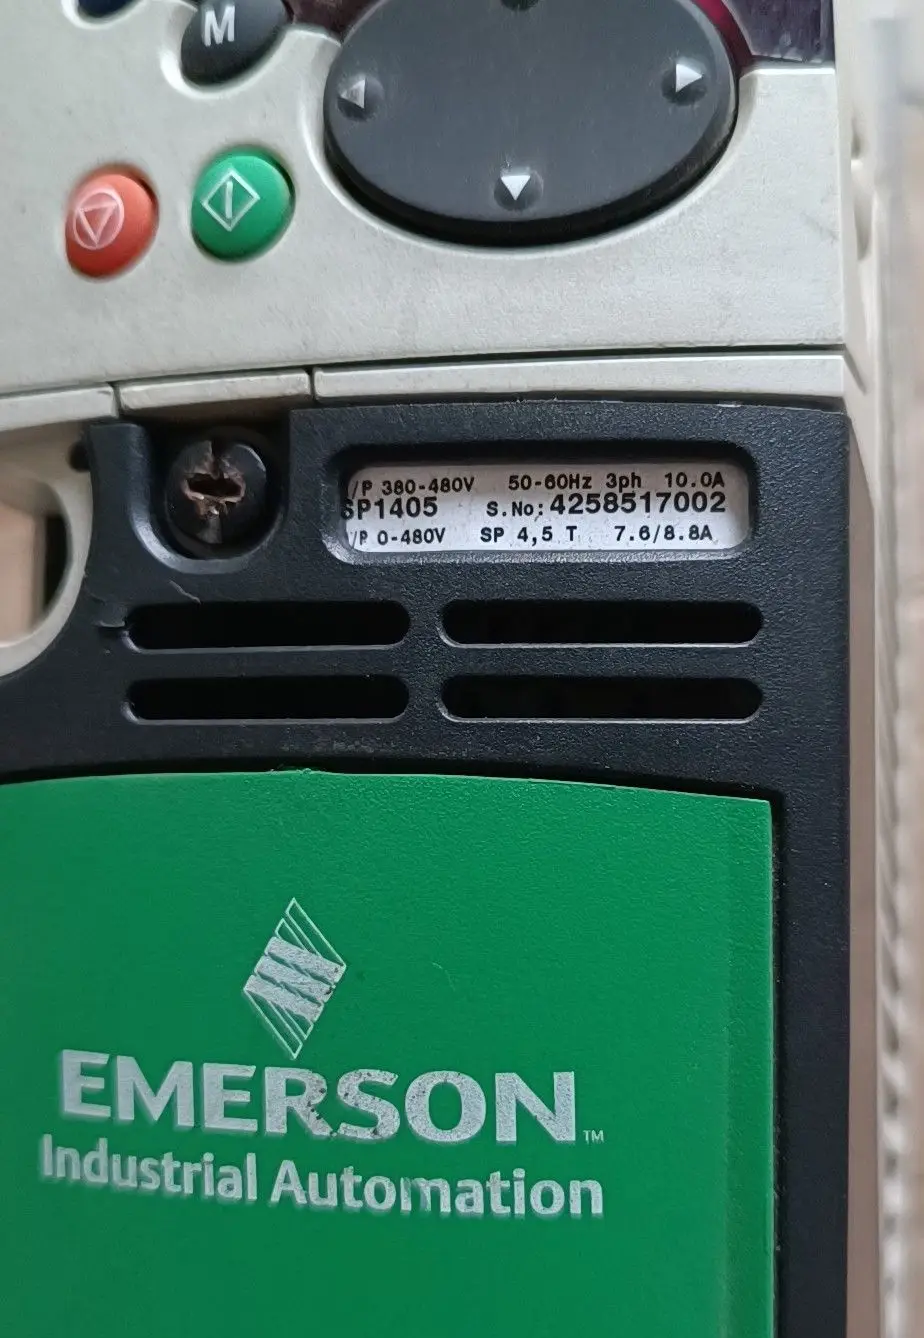 M
/P 380-480V 50-60Hz 3ph 10.0A
SP1405 S.No: 4258517002
/P 0-480V SP 4,5 T 7.6/8.8A
EMERSON™
Industrial Automation